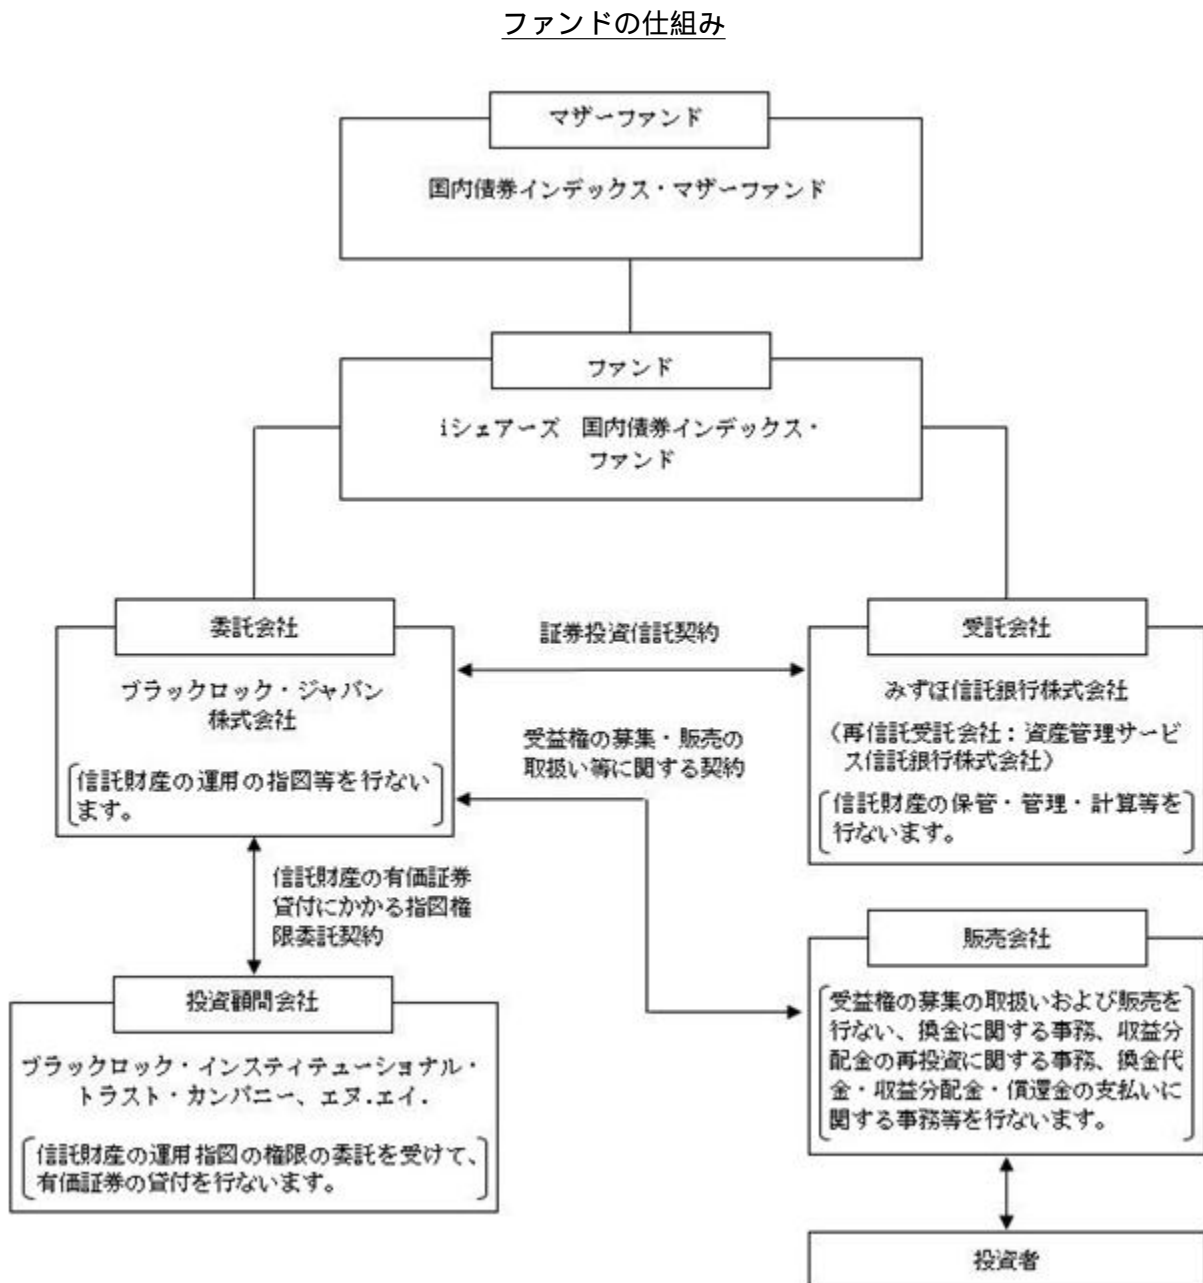 ファンドの仕組み
マザーファンド
国内債券インデックス・マザーファンド
ファンド
iシェアーズ 国内債券インデックス・
ファンド
委託会社
ブラックロック・ジャパン
株式会社
信託財産の運用の指図等を行ない
ます。
証券投資信託契約
受益権の募集・販売の
取扱い等に関する契約
受託会社
みずほ信託銀行株式会社
（再信託受託会社：資産管理サービ
ス信託銀行株式会社）
信託財産の保管・管理・計算等を
行ないます。
信託財産の有価証券
貸付にかかる指図権
限委託契約
投資顧問会社
ブラックロック・インスティテューショナル・
トラスト・カンパニー、エヌ.エイ.
信託財産の運用指図の権限の委託を受けて、
有価証券の貸付を行ないます。
販売会社
受益権の募集の取扱いおよび販売を
行ない、換金に関する事務、収益分
配金の再投資に関する事務、換金代
金・収益分配金・償還金の支払いに
関する事務等を行ないます。
投資者